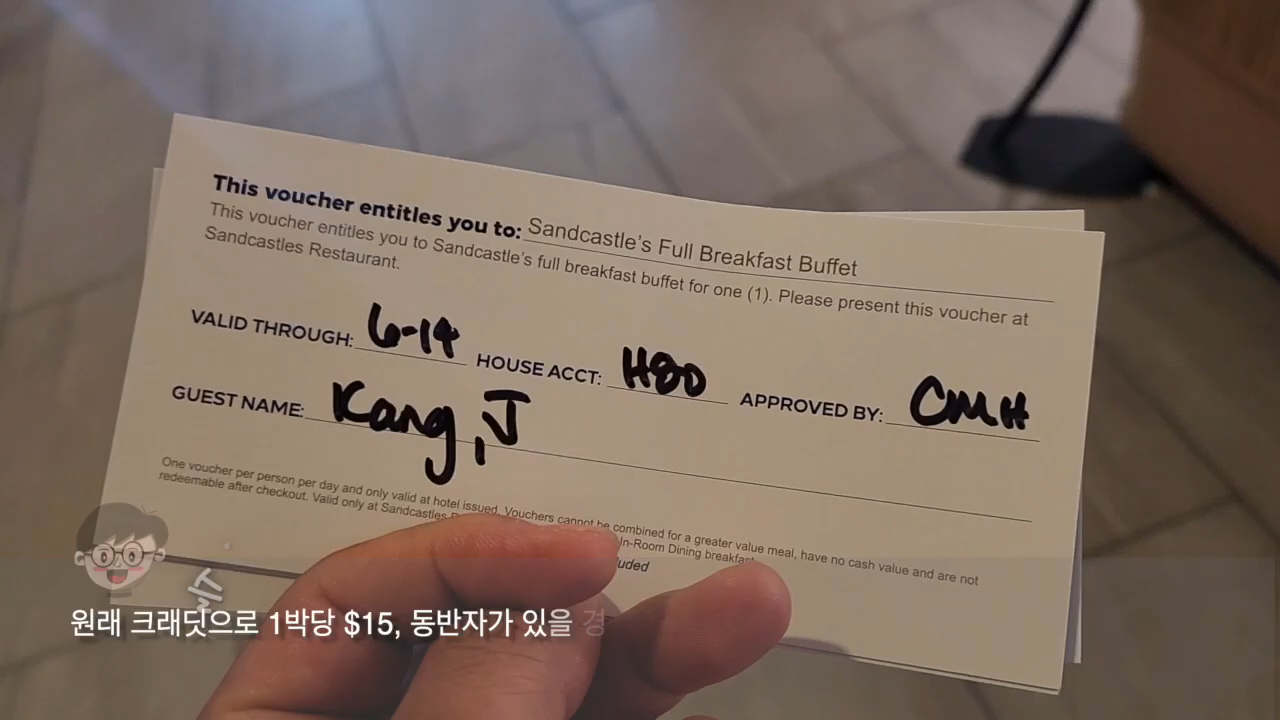 This voucher entitles you to: Sandcastle's Full Breakfast Buffet
This voucher entitles you to Sandcastle's full breakfast buffet for one (1). Please present this voucher at
Sandcastles Restaurant.
VALID THROUGH: 6-14 HOUSE ACCT: H80 APPROVED BY: CMH
GUEST NAME: Kang, J
One voucher per person per day and only valid at hotel issued. Vouchers cannot be combined for a greater value meal, have no cash value and are not
redeemable after checkout. Valid only at Sandcastles In-Room Dining breakfast
슬
원래 크래딧으로 1박당 $15, 동반자가 있을 경